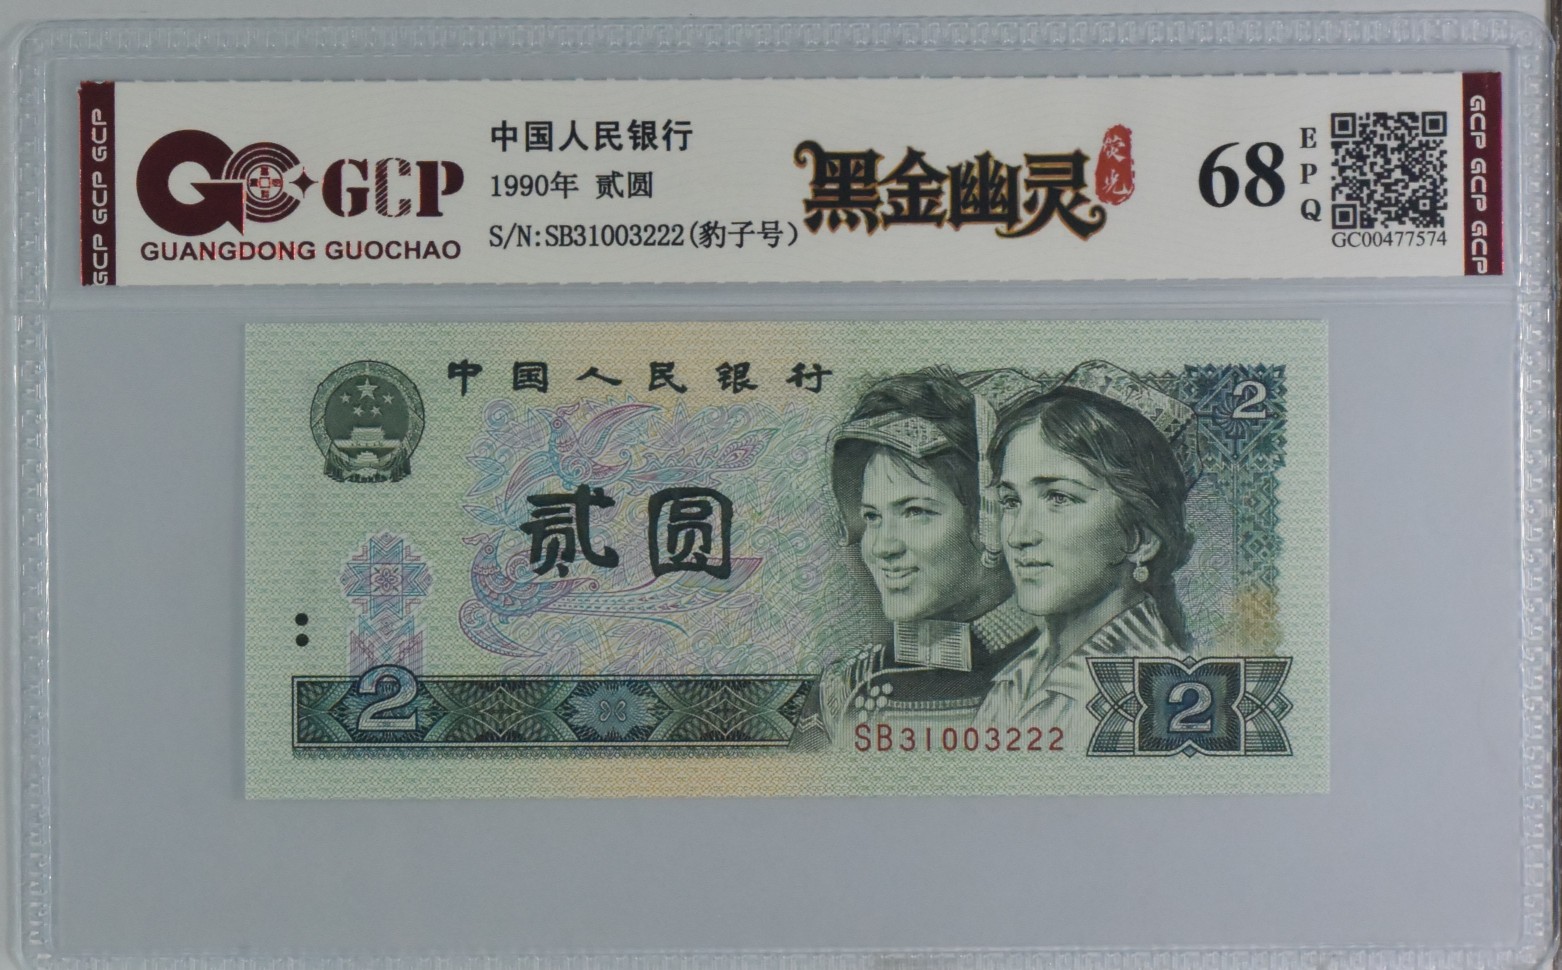 GCP GCP GCP
GCP
GUANGDONG GUOCHAO
中国人民银行
1990年 贰圆
S/N:SB31003222(豹子号)
黑金幽灵
荧光
68
EPQ
GC00477574
GCP GCP GCP
中国人民银行
2
贰圆
2
SB31003222
2